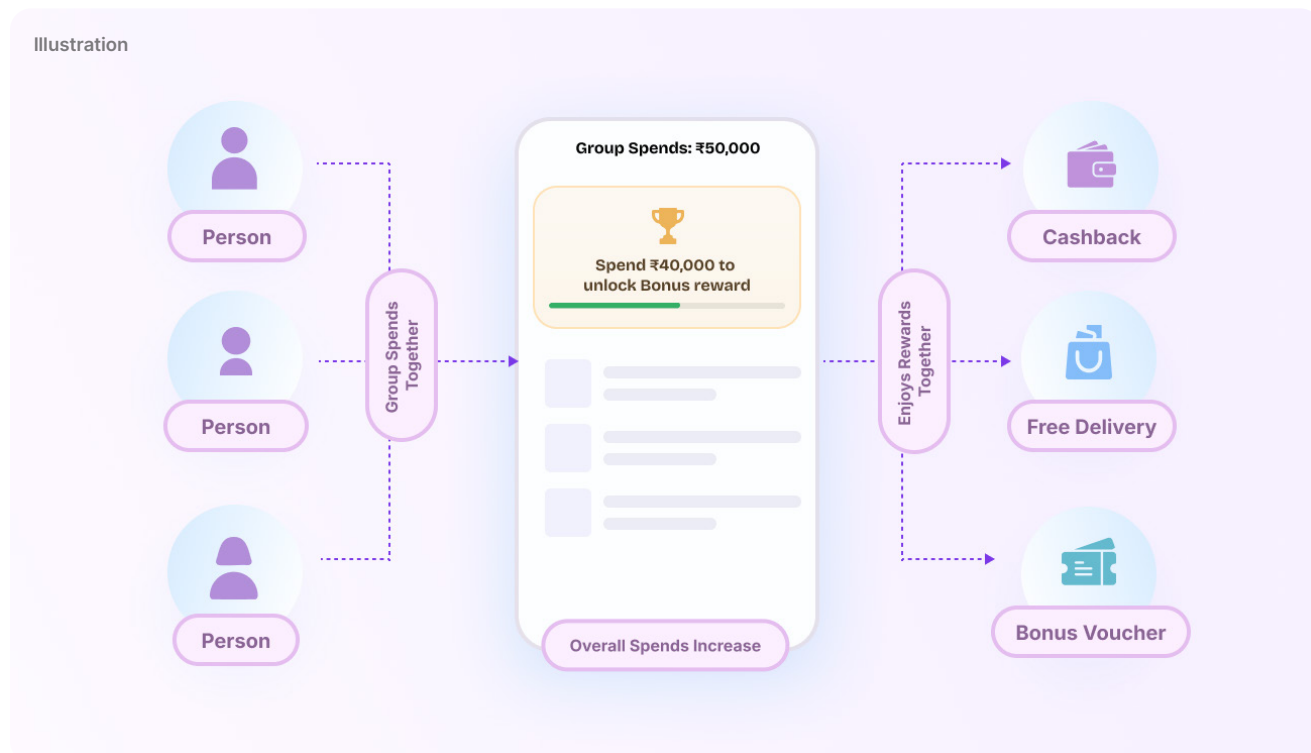 Illustration
Person
Person
Person
Group Spends
Together
Group Spends: ₹50,000
Spend ₹40,000 to
unlock Bonus reward
Overall Spends Increase
Enjoys Rewards
Together
Cashback
Free Delivery
Bonus Voucher